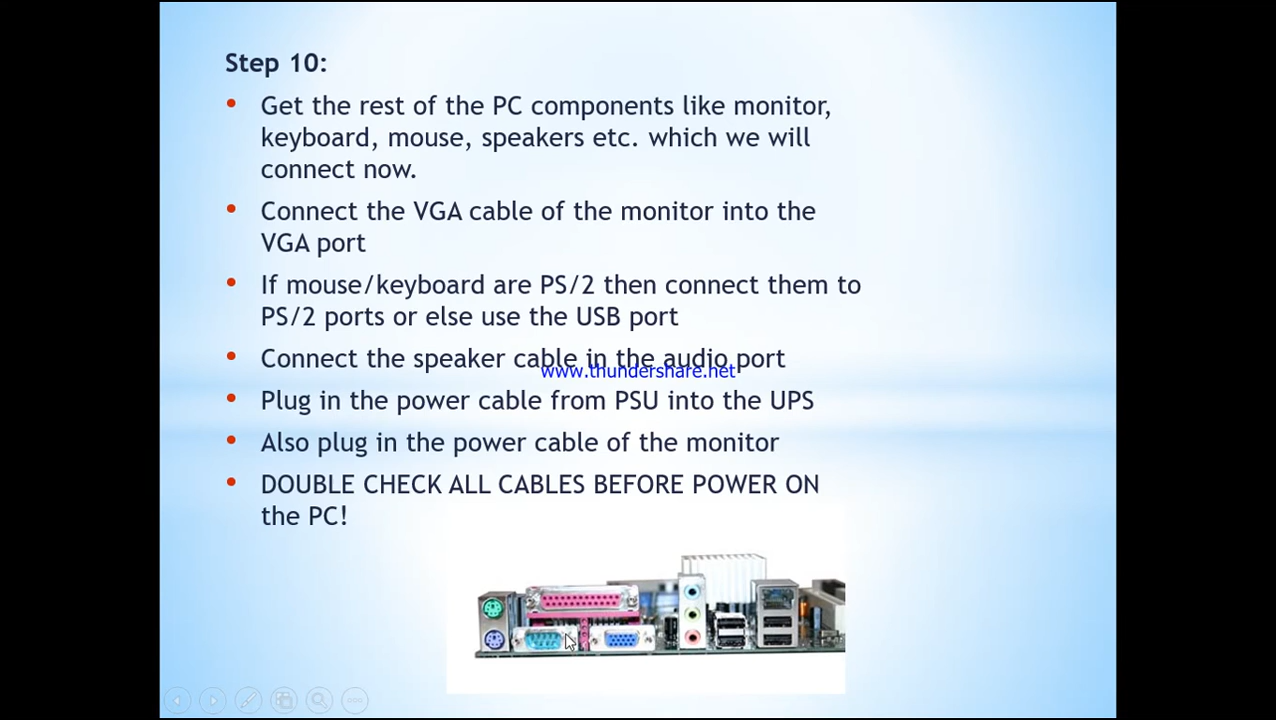 Step 10:
• Get the rest of the PC components like monitor,
keyboard, mouse, speakers etc. which we will
connect now.
• Connect the VGA cable of the monitor into the
VGA port
• If mouse/keyboard are PS/2 then connect them to
PS/2 ports or else use the USB port
• Connect the speaker cable in the audio port
www.thundershare.net
• Plug in the power cable from PSU into the UPS
• Also plug in the power cable of the monitor
• DOUBLE CHECK ALL CABLES BEFORE POWER ON
the PC!